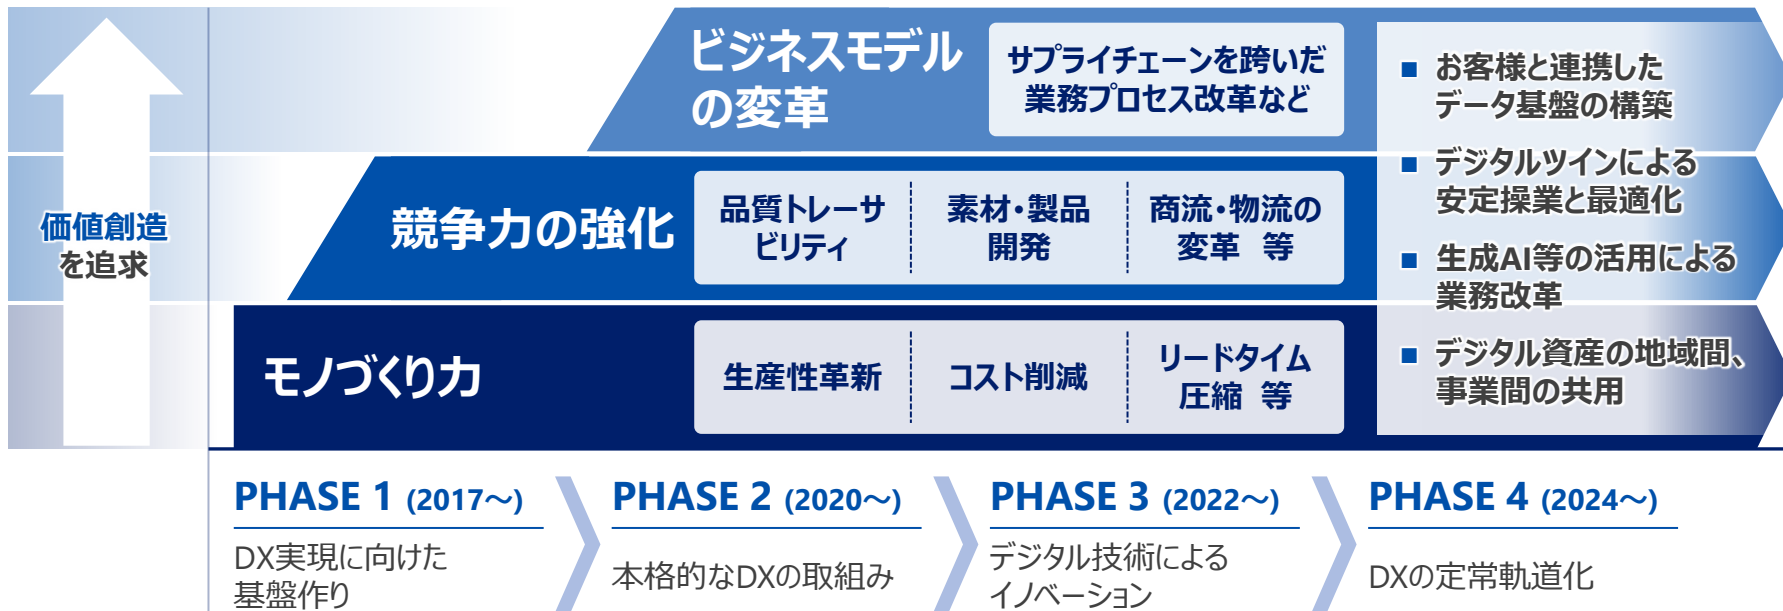 価値創造
を追求
ビジネスモデル
の変革
サプライチェーンを跨いだ
業務プロセス改革など
競争力の強化
品質トレーサ
ビリティ
素材・製品
開発
商流・物流の
変革 等
モノづくり力
生産性革新
コスト削減
リードタイム
圧縮 等
■ お客様と連携した
データ基盤の構築
■ デジタルツインによる
安定操業と最適化
■ 生成AI等の活用による
業務改革
■ デジタル資産の地域間、
事業間の共用
PHASE 1 (2017～)
DX実現に向けた
基盤作り
PHASE 2 (2020～)
本格的なDXの取組み
PHASE 3 (2022～)
デジタル技術による
イノベーション
PHASE 4 (2024～)
DXの定常軌道化